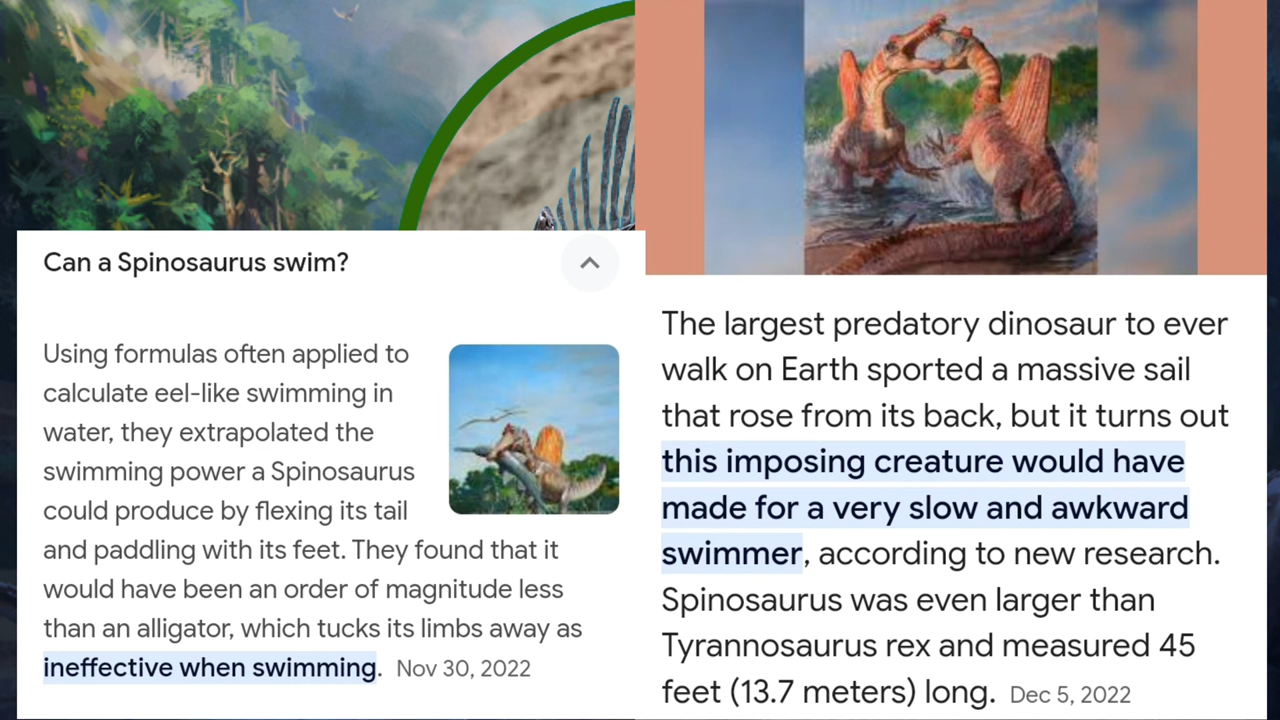 Can a Spinosaurus swim?
Using formulas often applied to
calculate eel-like swimming in
water, they extrapolated the
swimming power a Spinosaurus
could produce by flexing its tail
and paddling with its feet. They found that it
would have been an order of magnitude less
than an alligator, which tucks its limbs away as
ineffective when swimming. Nov 30, 2022
The largest predatory dinosaur to ever
walk on Earth sported a massive sail
that rose from its back, but it turns out
this imposing creature would have
made for a very slow and awkward
swimmer, according to new research.
Spinosaurus was even larger than
Tyrannosaurus rex and measured 45
feet (13.7 meters) long. Dec 5, 2022